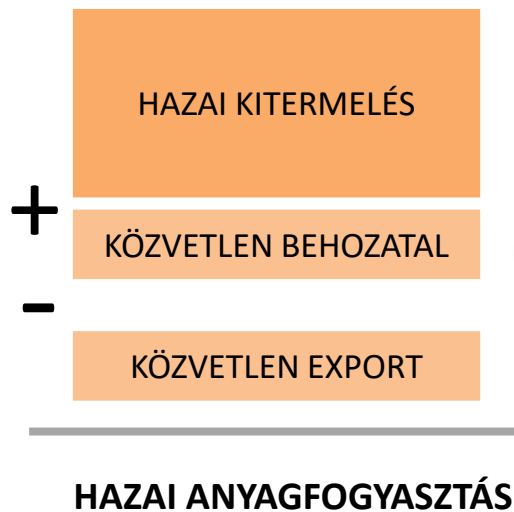 HAZAI KITERMELÉS
+
KÖZVETLEN BEHOZATAL
-
KÖZVETLEN EXPORT
HAZAI ANYAGFOGYASZTÁS